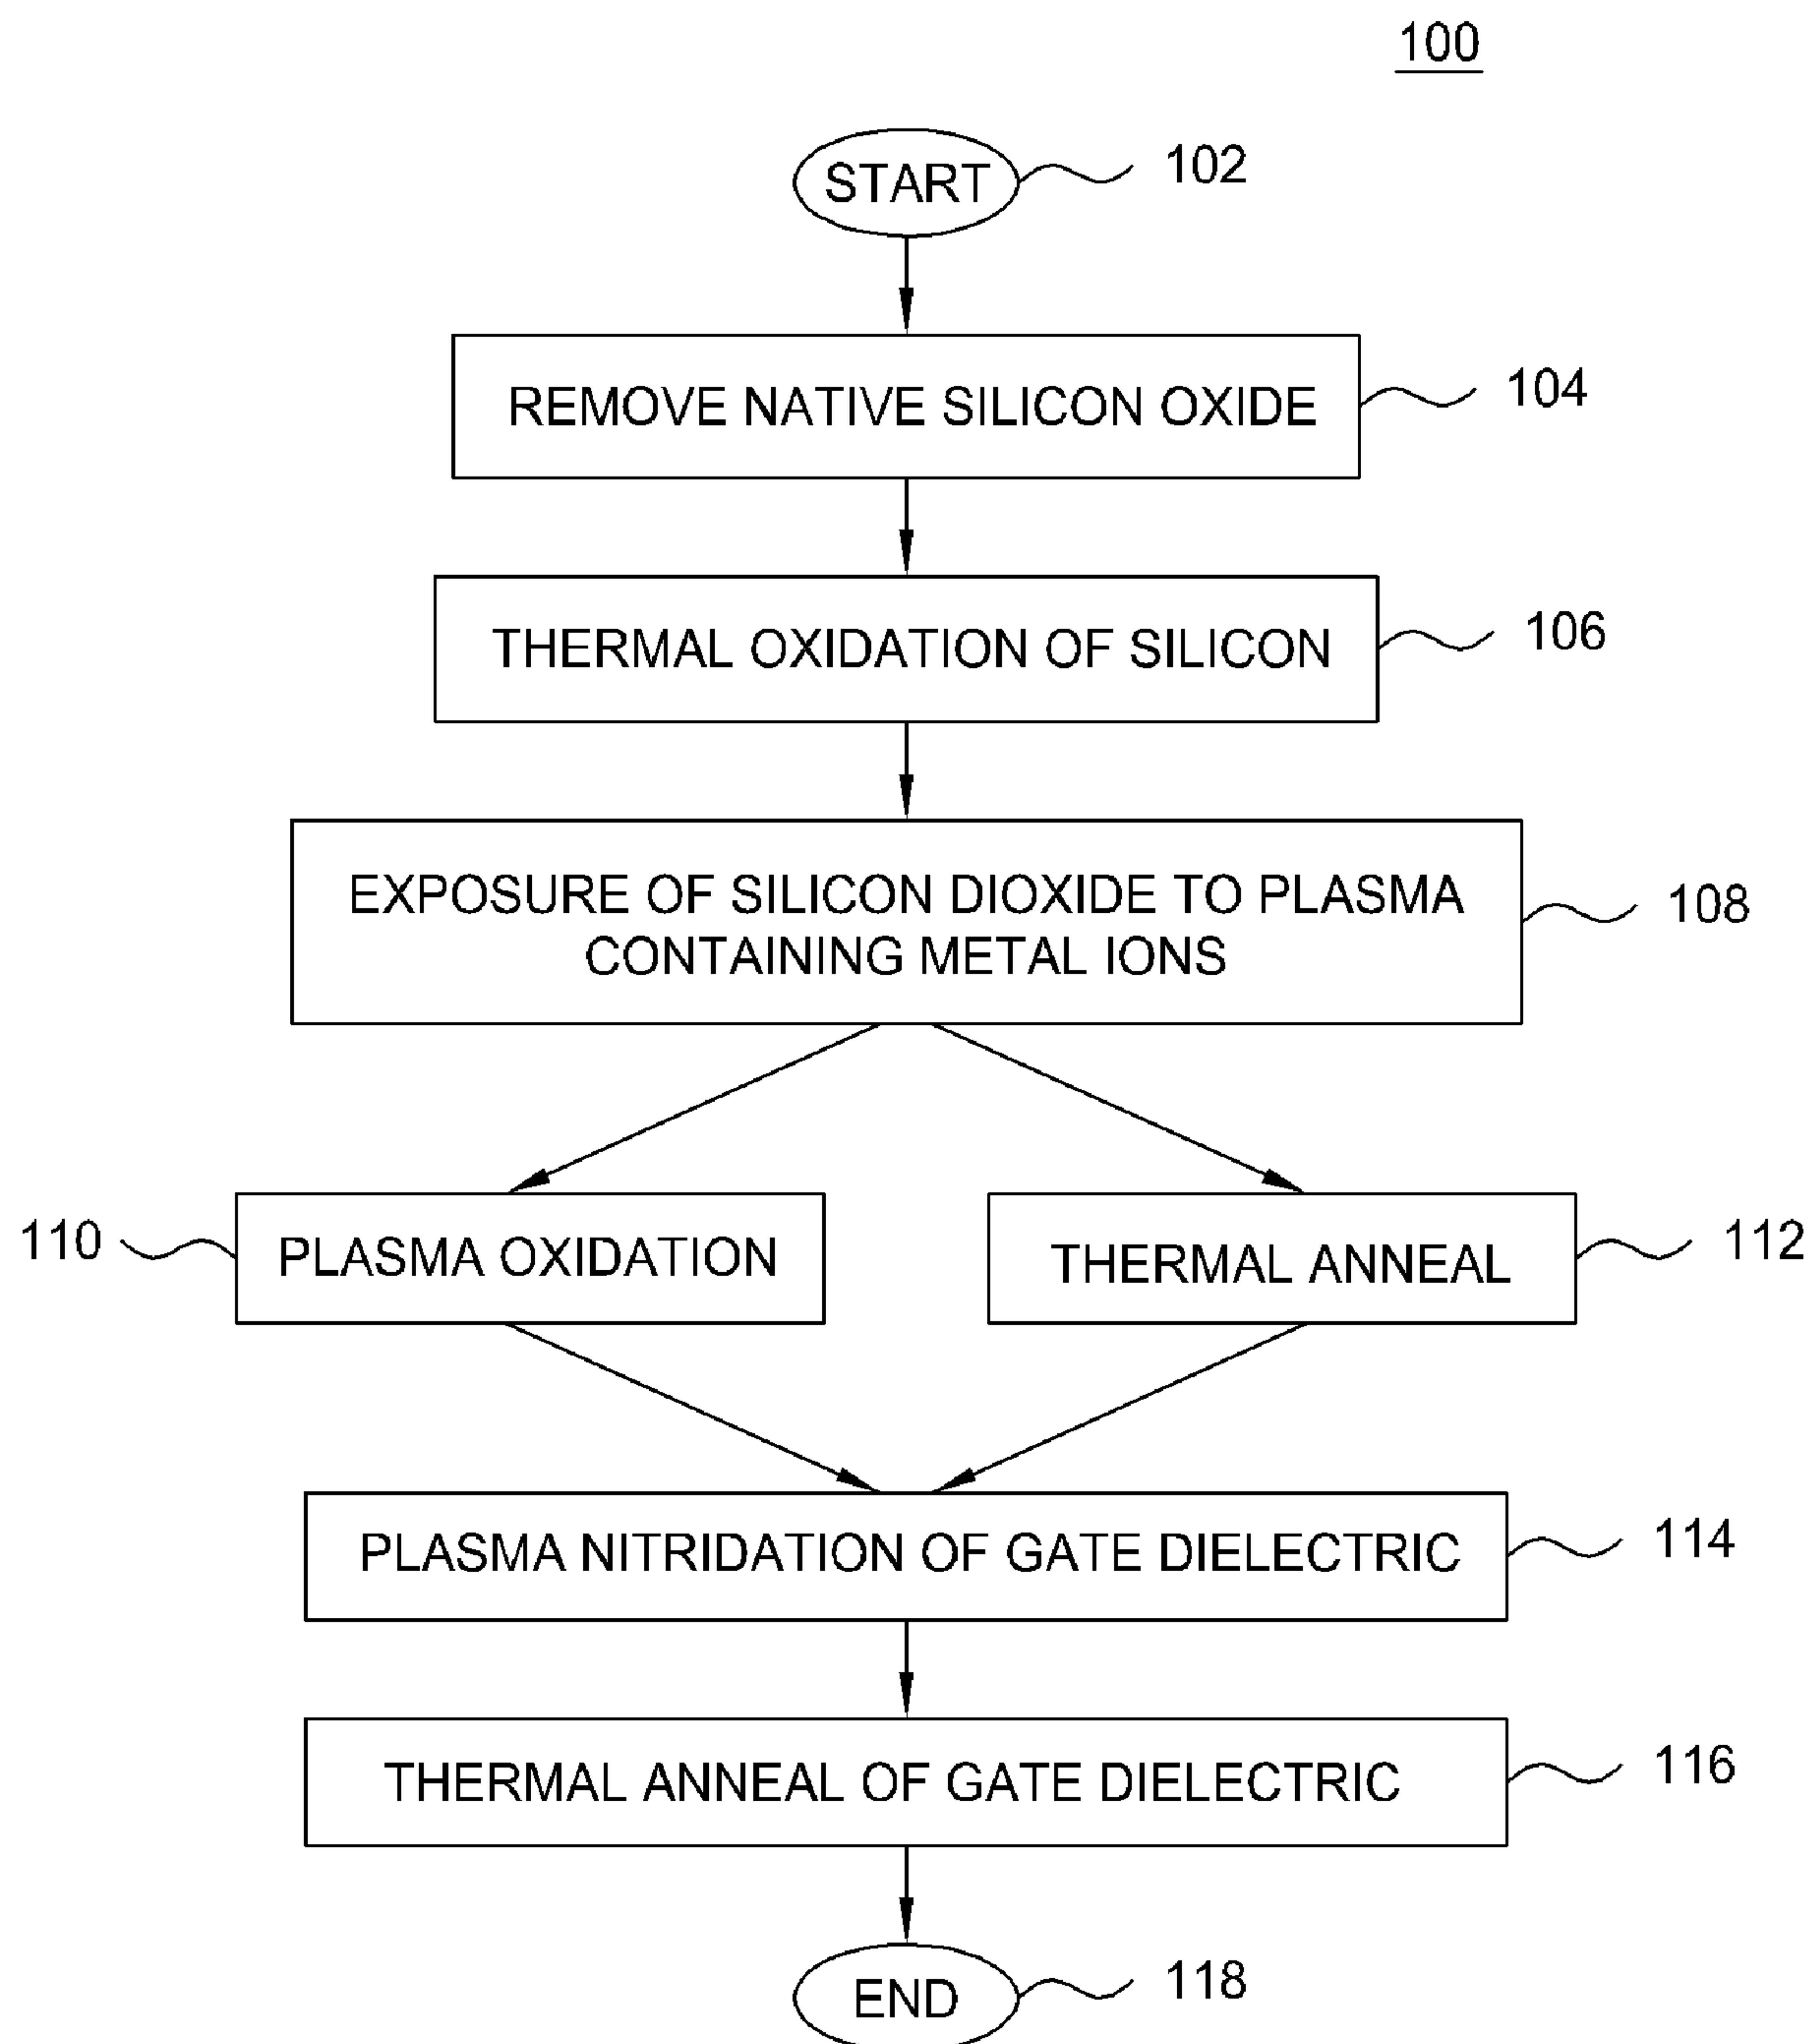 100
START
102
REMOVE NATIVE SILICON OXIDE
104
THERMAL OXIDATION OF SILICON
106
EXPOSURE OF SILICON DIOXIDE TO PLASMA
CONTAINING METAL IONS
108
110
PLASMA OXIDATION
THERMAL ANNEAL
112
PLASMA NITRIDATION OF GATE DIELECTRIC
114
THERMAL ANNEAL OF GATE DIELECTRIC
116
END
118